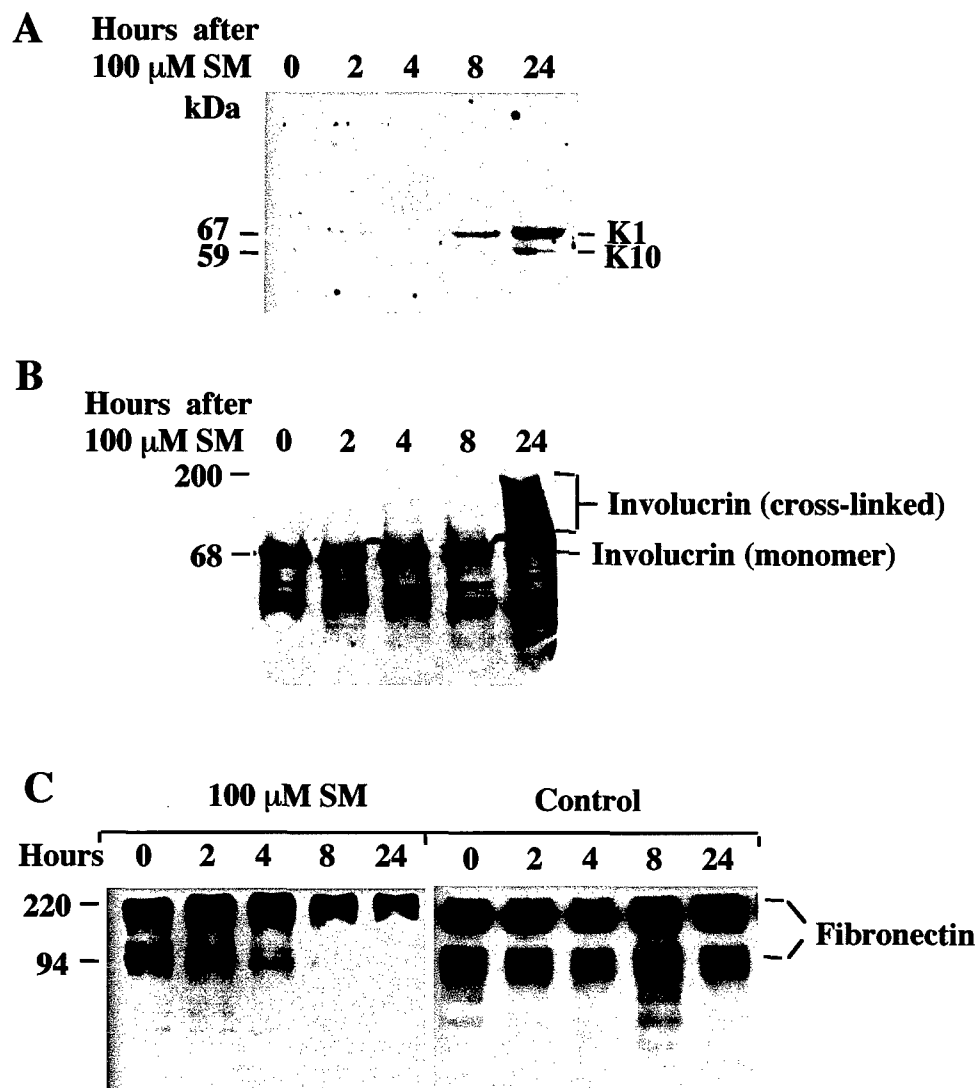 A
Hours after
100 μM SM 0 2 4 8 24
kDa
67 – – K1
59 – – K10
B
Hours after
100 μM SM 0 2 4 8 24
200 –
Involucrin (cross-linked)
68 – – Involucrin (monomer)
C
100 μM SM Control
Hours 0 2 4 8 24 0 2 4 8 24
220 –
Fibronectin
94 –